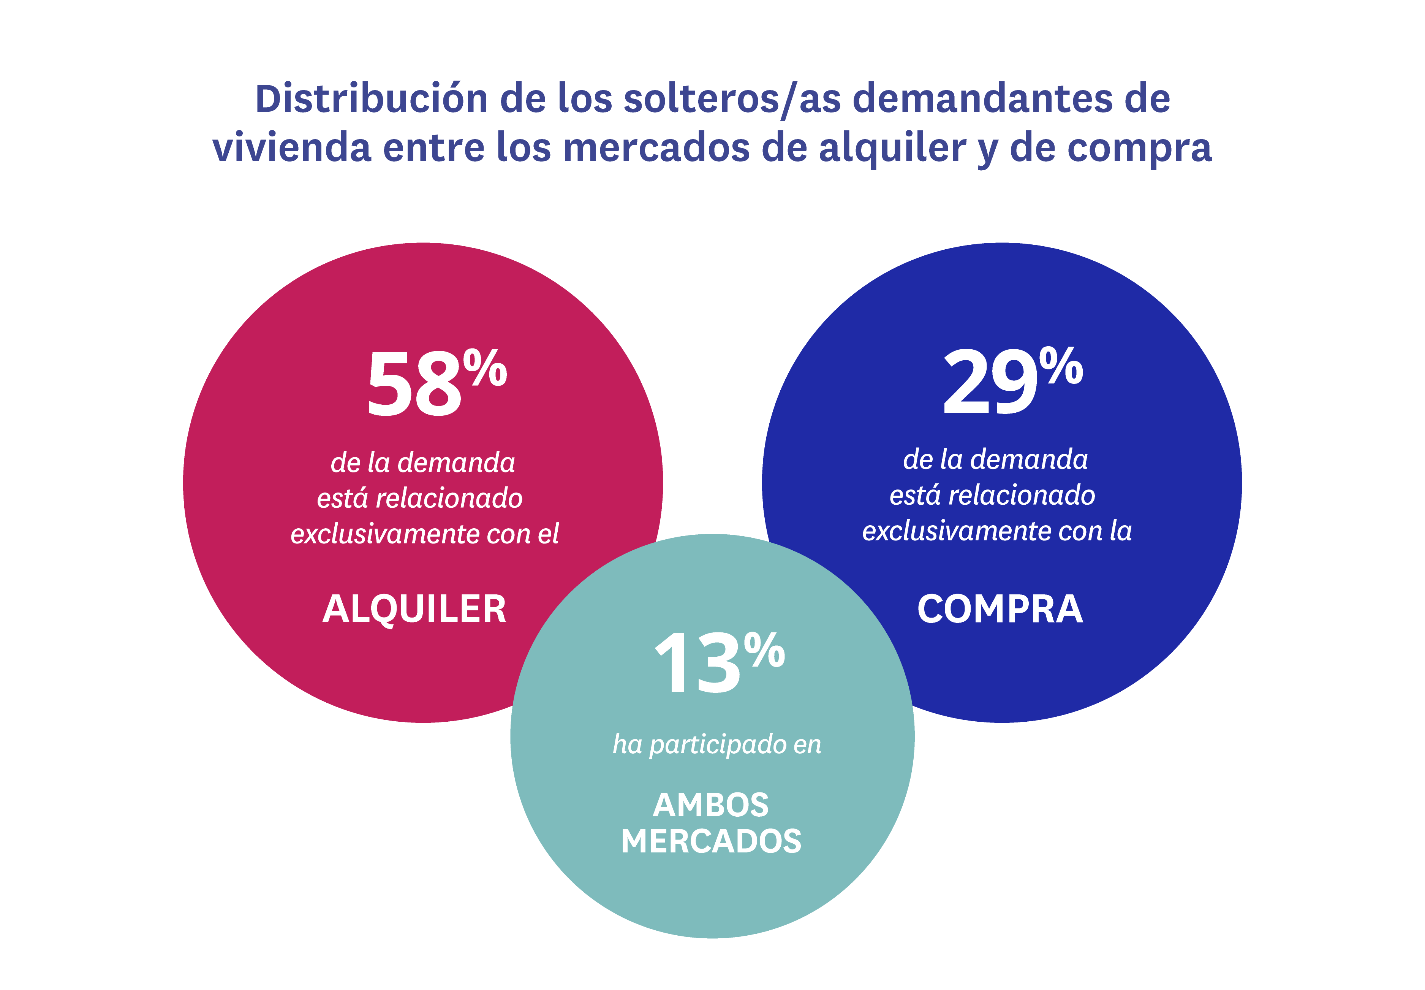 Distribución de los solteros/as demandantes de
vivienda entre los mercados de alquiler y de compra
58%
de la demanda
está relacionado
exclusivamente con el
ALQUILER
29%
de la demanda
está relacionado
exclusivamente con la
COMPRA
13%
ha participado en
AMBOS
MERCADOS